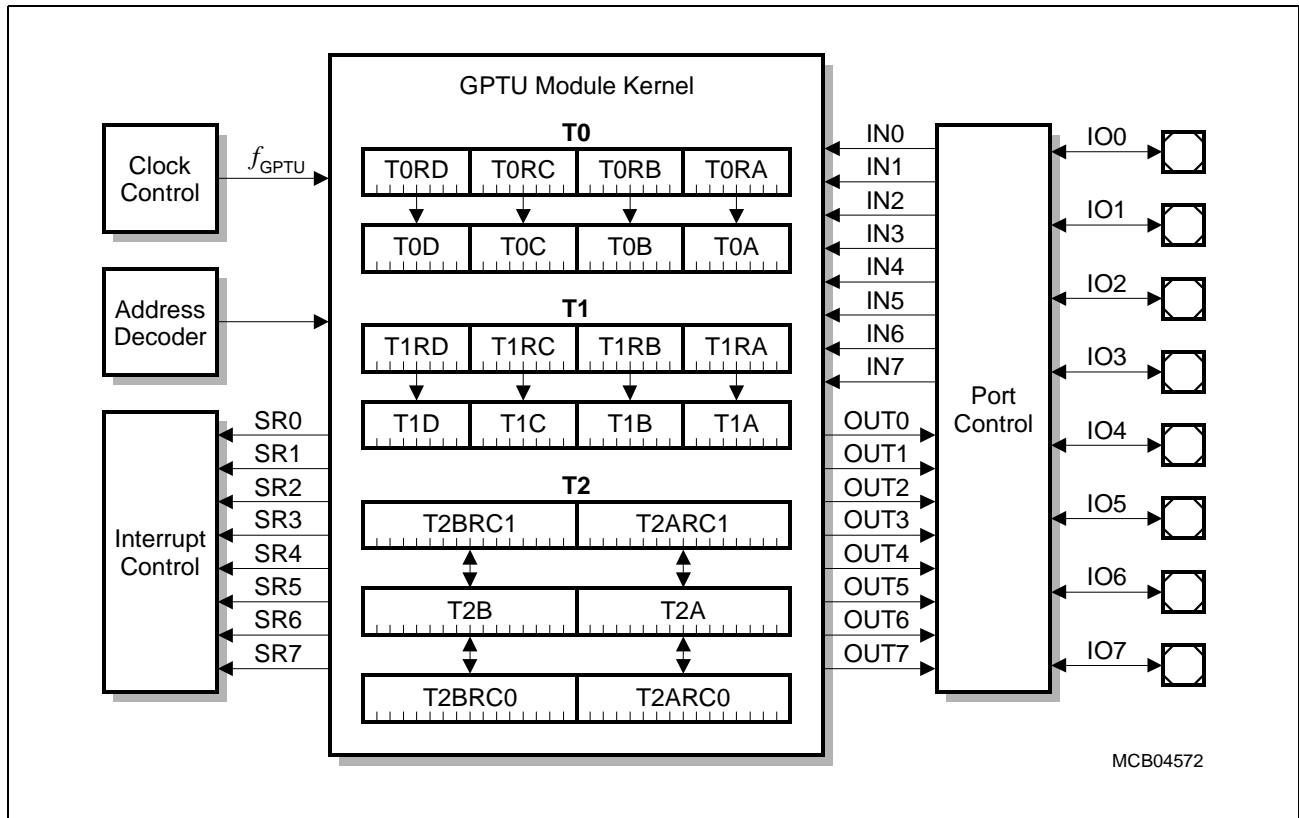 GPTU Module Kernel
Clock
Control
fGPTU
Address
Decoder
Interrupt
Control
SR0
SR1
SR2
SR3
SR4
SR5
SR6
SR7
T0
T0RD T0RC T0RB T0RA
T0D T0C T0B T0A
T1
T1RD T1RC T1RB T1RA
T1D T1C T1B T1A
T2
T2BRC1 T2ARC1
T2B T2A
T2BRC0 T2ARC0
IN0
IN1
IN2
IN3
IN4
IN5
IN6
IN7
OUT0
OUT1
OUT2
OUT3
OUT4
OUT5
OUT6
OUT7
Port
Control
IO0
IO1
IO2
IO3
IO4
IO5
IO6
IO7
MCB04572